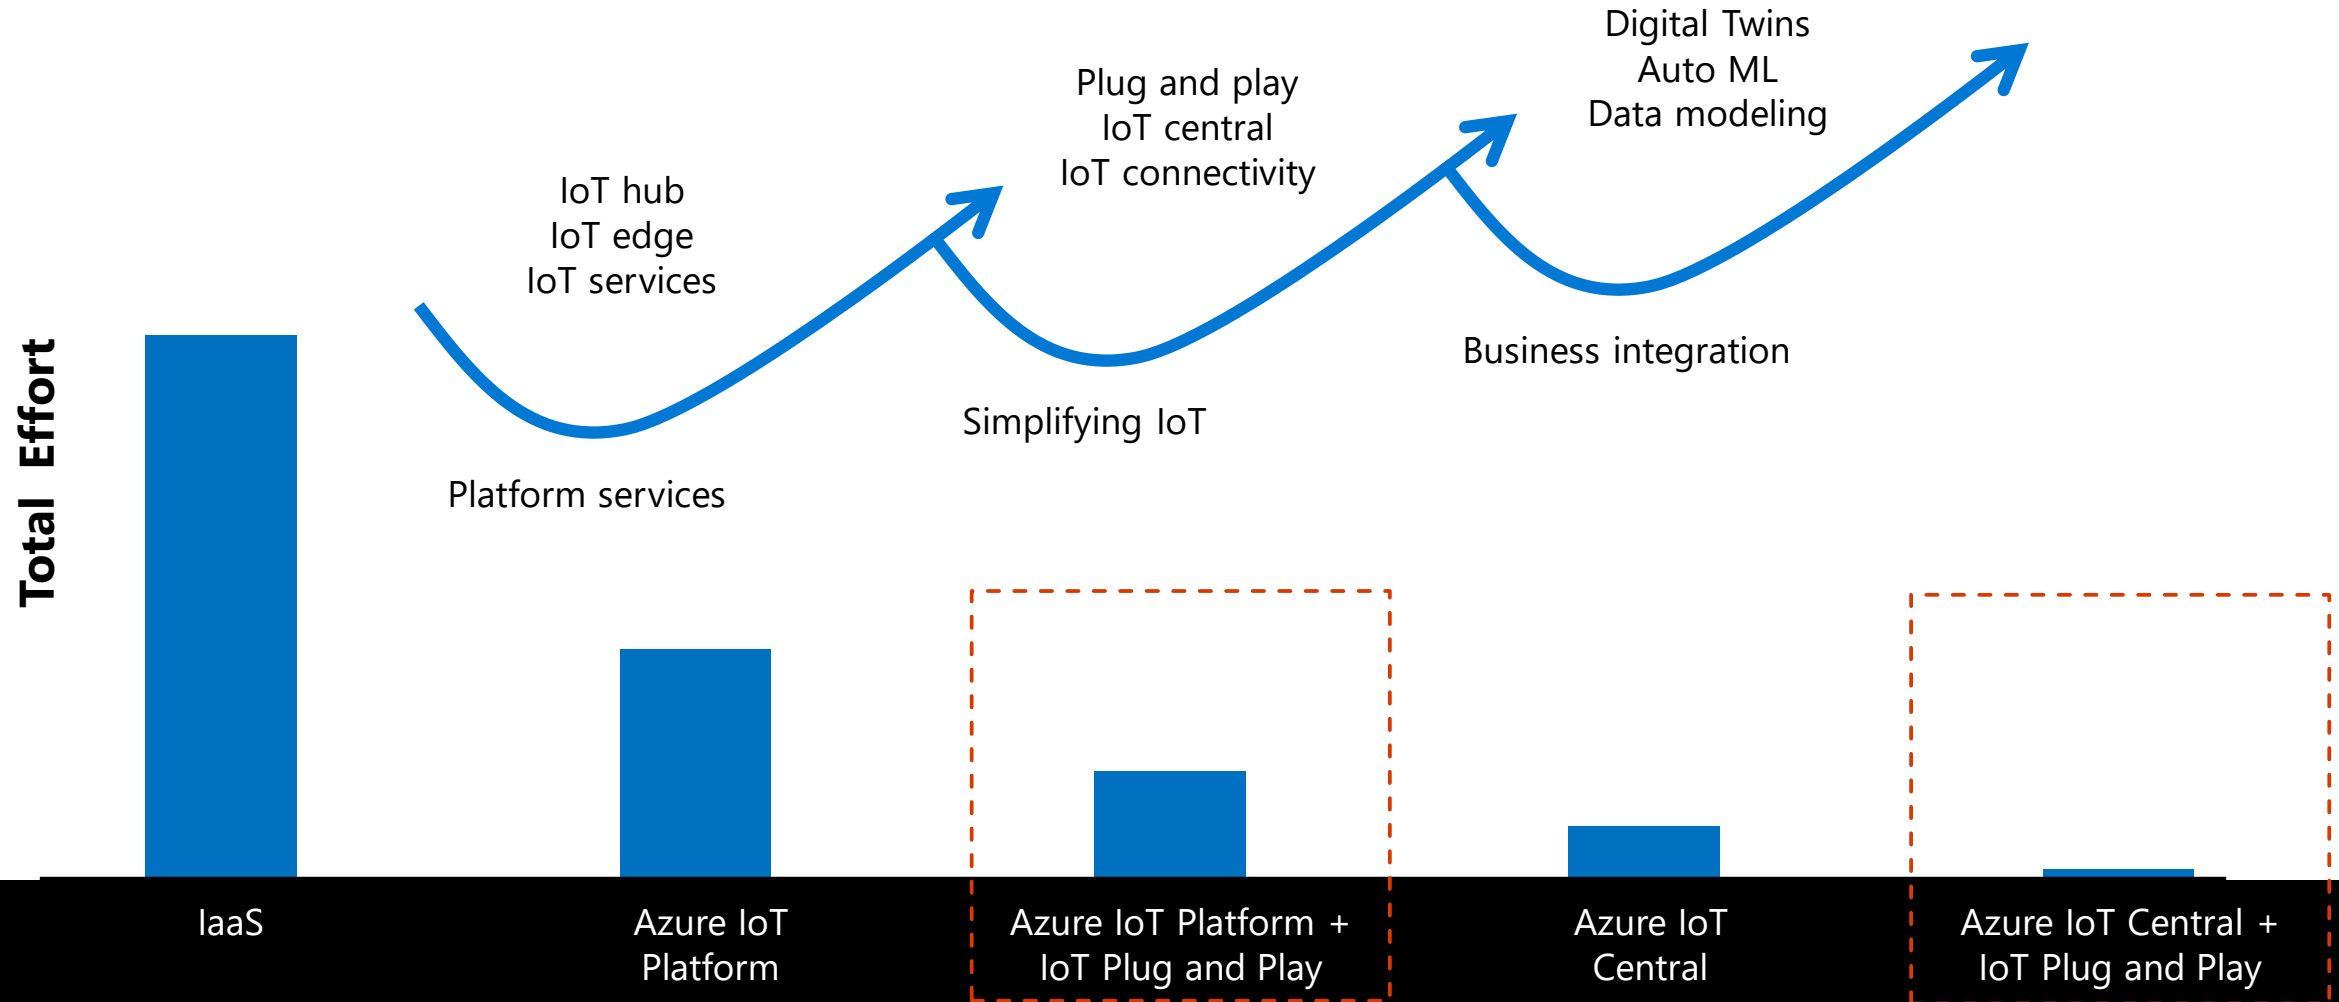 Digital Twins
Auto ML
Data modeling
Plug and play
IoT central
IoT connectivity
IoT hub
IoT edge
IoT services
Business integration
Simplifying IoT
Platform services
Total Effort
IaaS
Azure IoT
Platform
Azure IoT Platform +
IoT Plug and Play
Azure IoT
Central
Azure IoT Central +
IoT Plug and Play